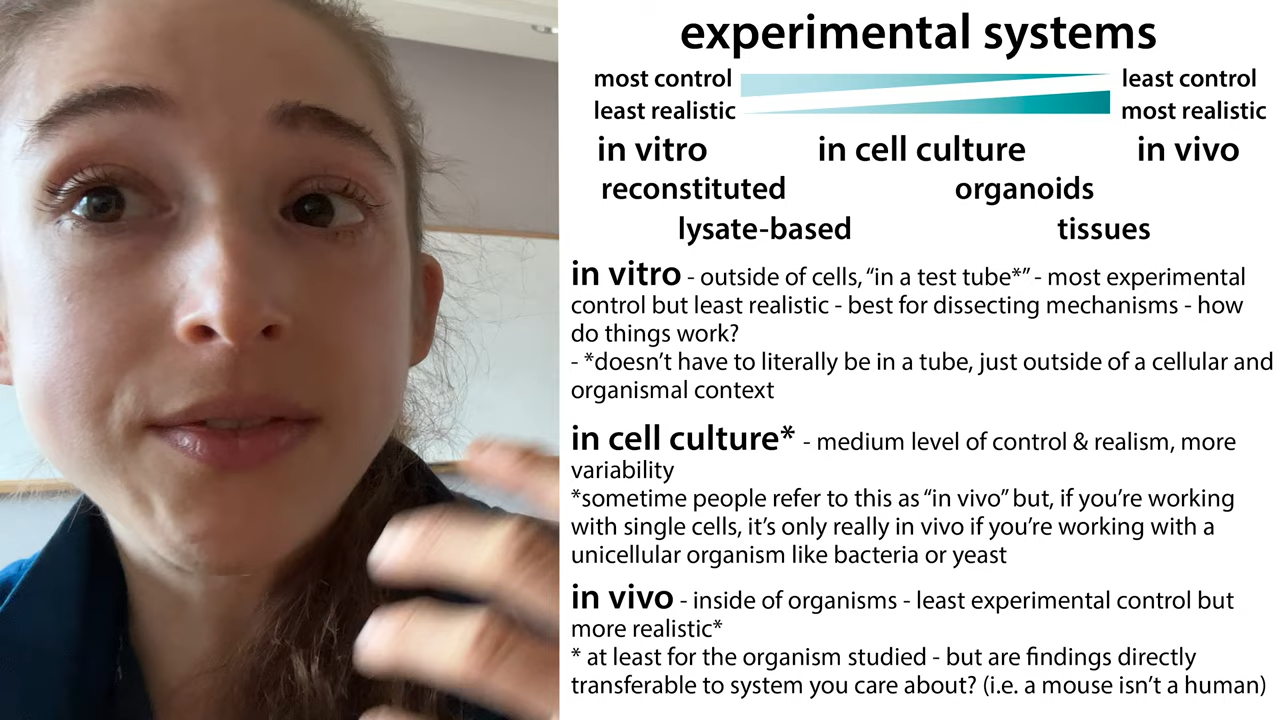 experimental systems
most control least control
least realistic most realistic
in vitro in cell culture in vivo
reconstituted organoids
lysate-based tissues
in vitro - outside of cells, “in a test tube*” - most experimental
control but least realistic - best for dissecting mechanisms - how
do things work?
- *doesn’t have to literally be in a tube, just outside of a cellular and
organismal context
in cell culture* - medium level of control & realism, more
variability
*sometime people refer to this as “in vivo” but, if you’re working
with single cells, it’s only really in vivo if you’re working with a
unicellular organism like bacteria or yeast
in vivo - inside of organisms - least experimental control but
more realistic*
* at least for the organism studied - but are findings directly
transferable to system you care about? (i.e. a mouse isn’t a human)